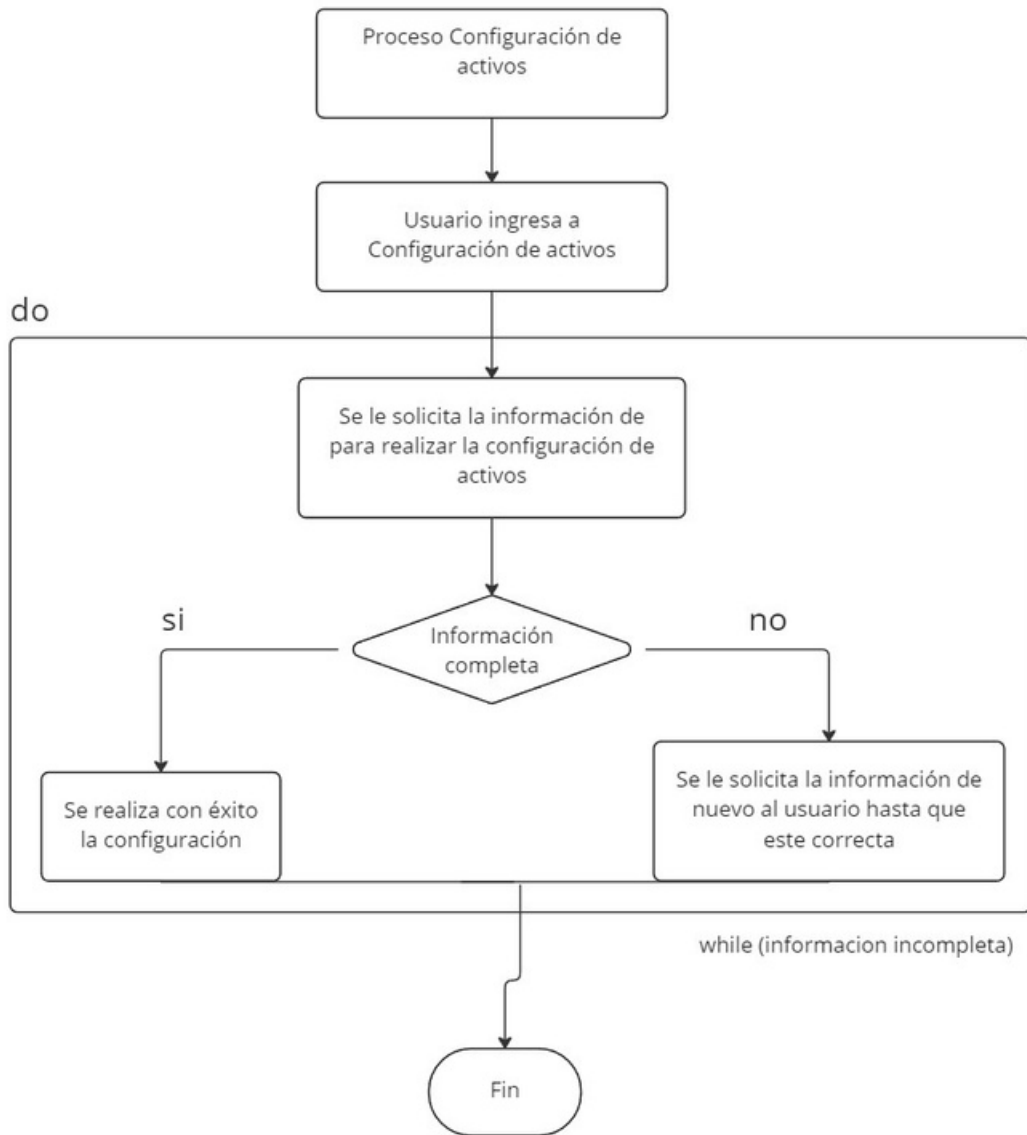 Proceso Configuración de
activos
Usuario ingresa a
Configuración de activos
do
Se le solicita la información de
para realizar la configuración de
activos
si
Información
completa
no
Se realiza con éxito
la configuración
Se le solicita la información de
nuevo al usuario hasta que
este correcta
while (informacion incompleta)
Fin